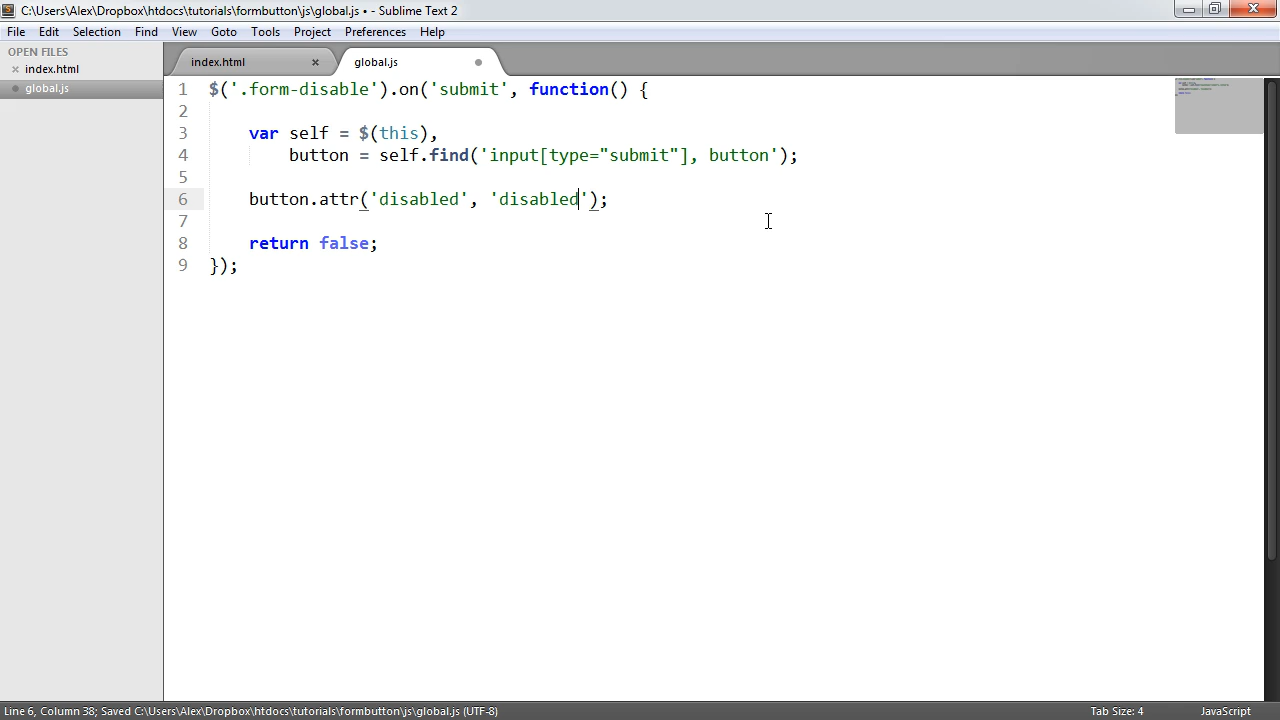 C:\Users\Alex\Dropbox\htdocs\tutorials\formbutton\js\global.js • - Sublime Text 2
File Edit Selection Find View Goto Tools Project Preferences Help
OPEN FILES
index.html
global.js
index.html global.js
1 $('.form-disable').on('submit', function() {
2
3 var self = $(this),
4 button = self.find('input[type="submit"], button');
5
6 button.attr('disabled', 'disabled');
7
8 return false;
9 });
Line 6, Column 38; Saved C:\Users\Alex\Dropbox\htdocs\tutorials\formbutton\js\global.js (UTF-8) Tab Size: 4 JavaScript